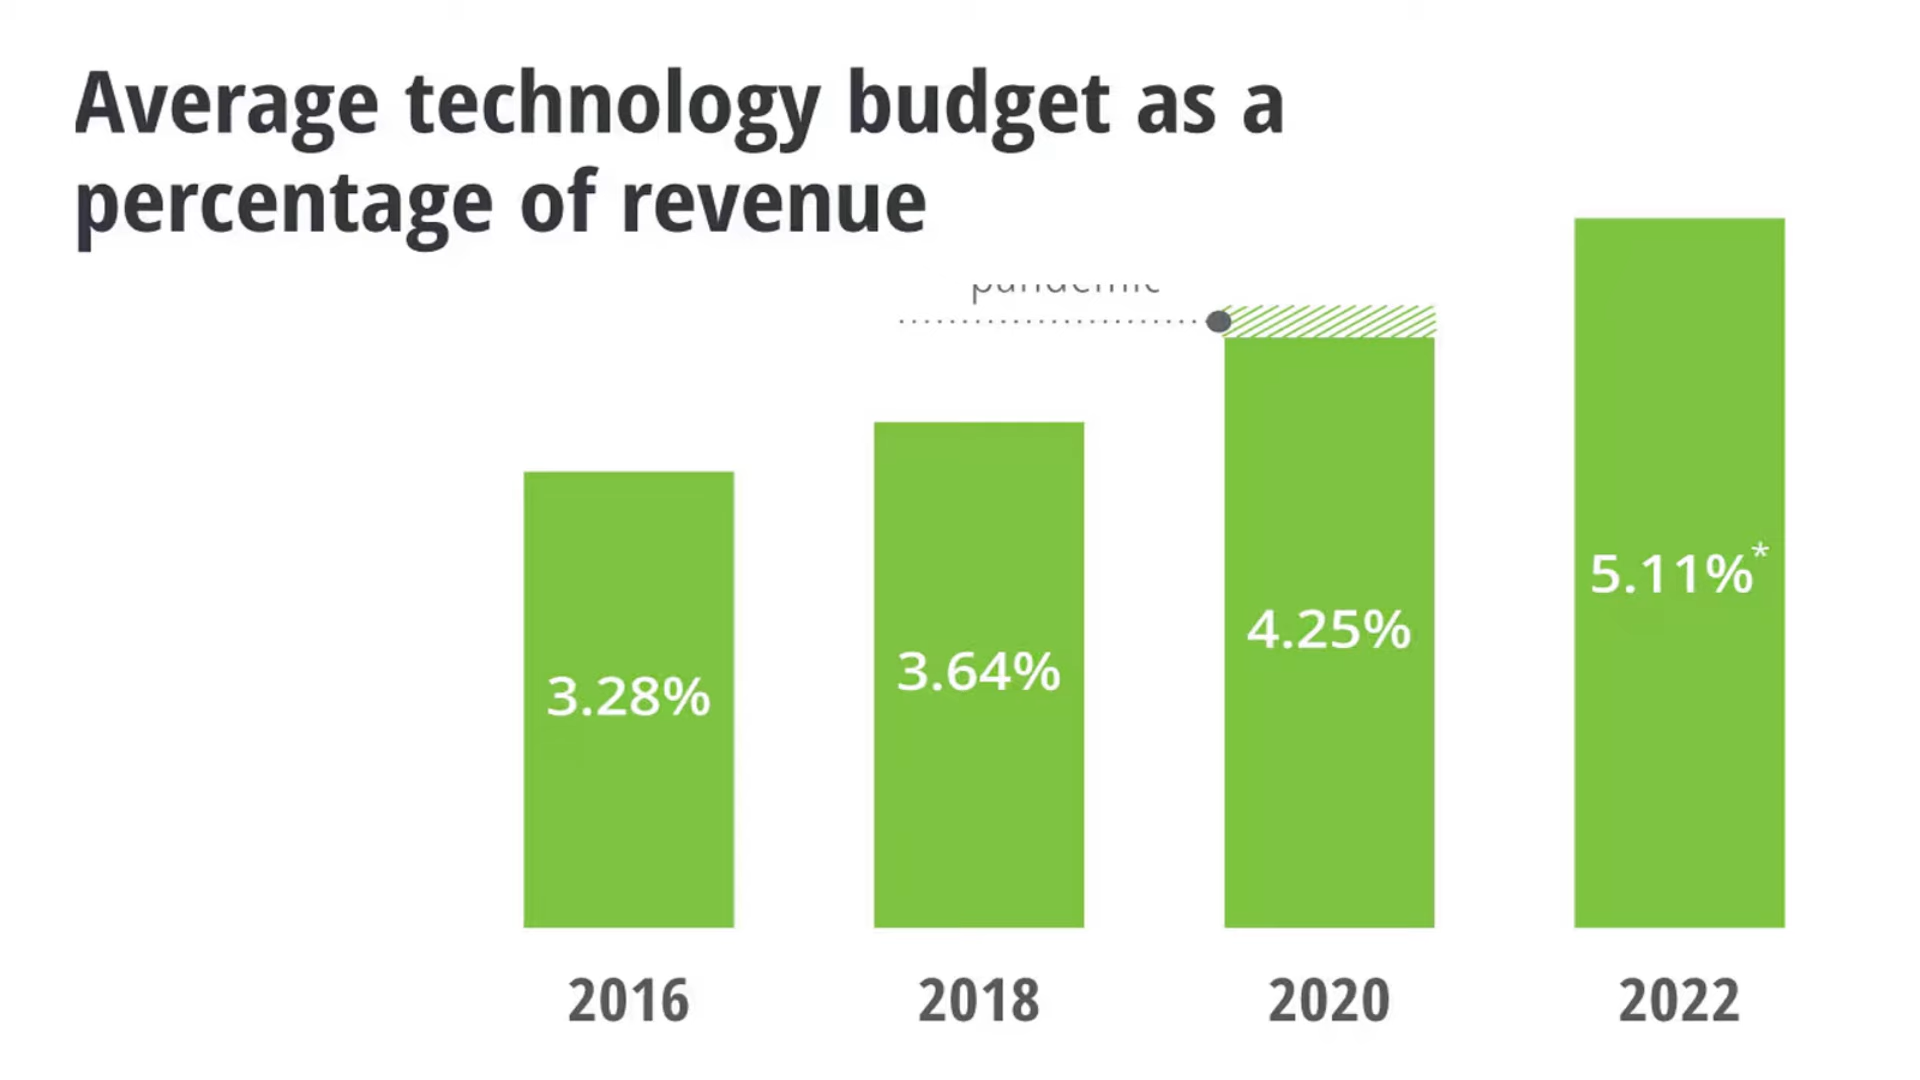 Average technology budget as a
percentage of revenue
pandemic
5.11%*
4.25%
3.64%
3.28%
2016 2018 2020 2022